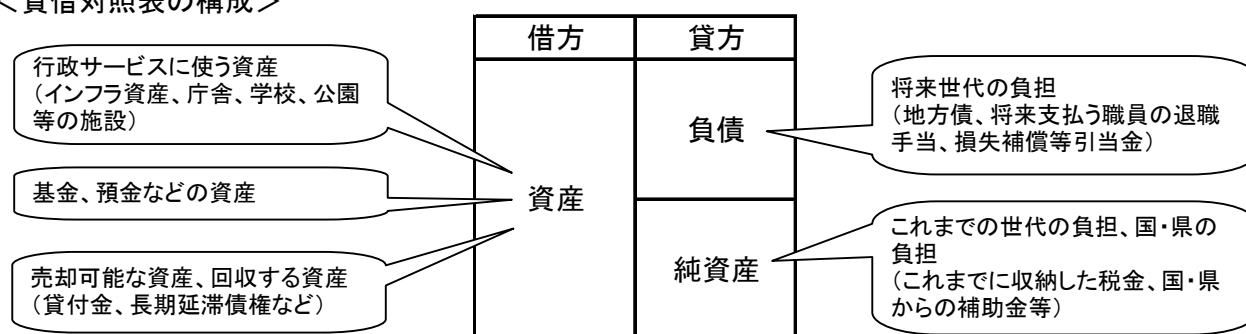 ＜貸借対照表の構成＞
借方
貸方
行政サービスに使う資産
（インフラ資産、庁舎、学校、公園
等の施設）
基金、預金などの資産
売却可能な資産、回収する資産
（貸付金、長期延滞債権など）
資産
負債
純資産
将来世代の負担
（地方債、将来支払う職員の退職
手当、損失補償等引当金）
これまでの世代の負担、国・県の
負担
（これまでに収納した税金、国・県
からの補助金等）